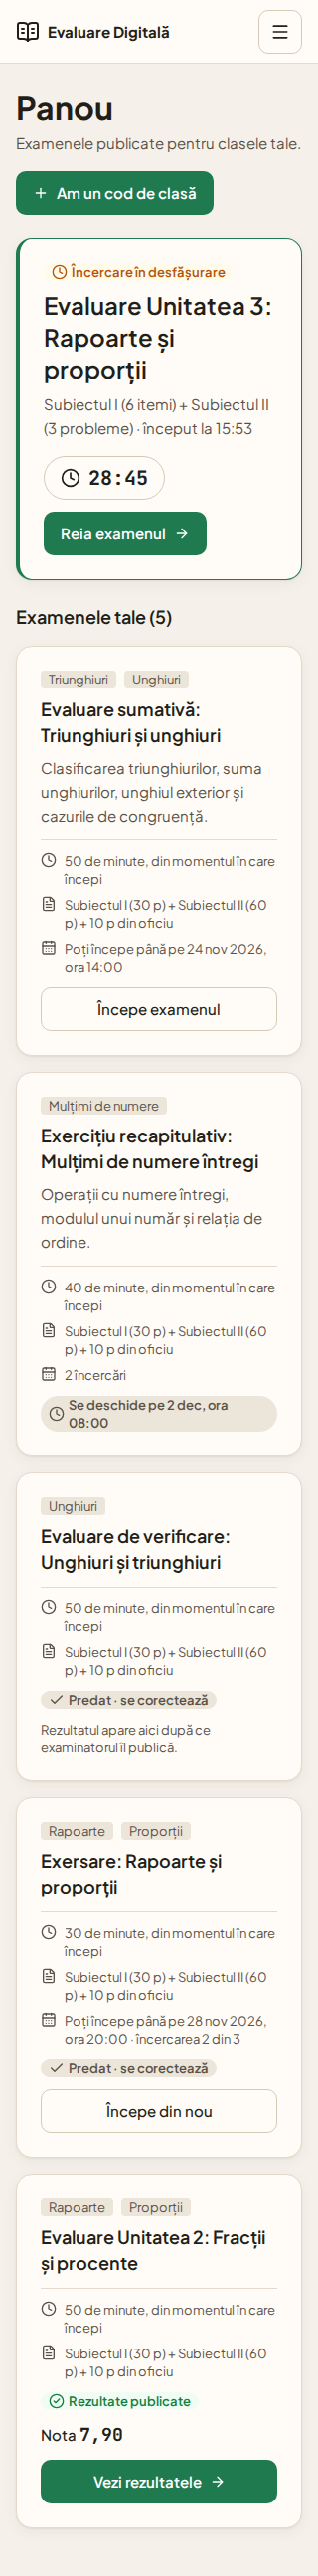 Evaluare Digitală
Panou
Examenele publicate pentru clasele tale.
Am un cod de clasă
Încercare în desfășurare
Evaluare Unitatea 3:
Rapoarte și
proporții
Subiectul I (6 itemi) + Subiectul II
(3 probleme) · început la 15:53
28:45
Reia examenul
Examenele tale (5)
Triunghiuri Unghiuri
Evaluare sumativă:
Triunghiuri și unghiuri
Clasificarea triunghiurilor, suma
unghiurilor, unghiul exterior și
cazurile de congruență.
50 de minute, din momentul în care
începi
Subiectul I (30 p) + Subiectul II (60
p) + 10 p din oficiu
Poți începe până pe 24 nov 2026,
ora 14:00
Începe examenul
Mulțimi de numere
Exercițiu recapitulativ:
Mulțimi de numere întregi
Operații cu numere întregi,
modulul unui număr și relația de
ordine.
40 de minute, din momentul în care
începi
Subiectul I (30 p) + Subiectul II (60
p) + 10 p din oficiu
2 încercări
Se deschide pe 2 dec, ora
08:00
Unghiuri
Evaluare de verificare:
Unghiuri și triunghiuri
50 de minute, din momentul în care
începi
Subiectul I (30 p) + Subiectul II (60
p) + 10 p din oficiu
Predat · se corectează
Rezultatul apare aici după ce
examinatorul îl publică.
Rapoarte Proporții
Exersare: Rapoarte și
proporții
30 de minute, din momentul în care
începi
Subiectul I (30 p) + Subiectul II (60
p) + 10 p din oficiu
Poți începe până pe 28 nov 2026,
ora 20:00 · încercarea 2 din 3
Predat · se corectează
Începe din nou
Rapoarte Proporții
Evaluare Unitatea 2: Fracții
și procente
50 de minute, din momentul în care
începi
Subiectul I (30 p) + Subiectul II (60
p) + 10 p din oficiu
Rezultate publicate
Nota 7,90
Vezi rezultatele